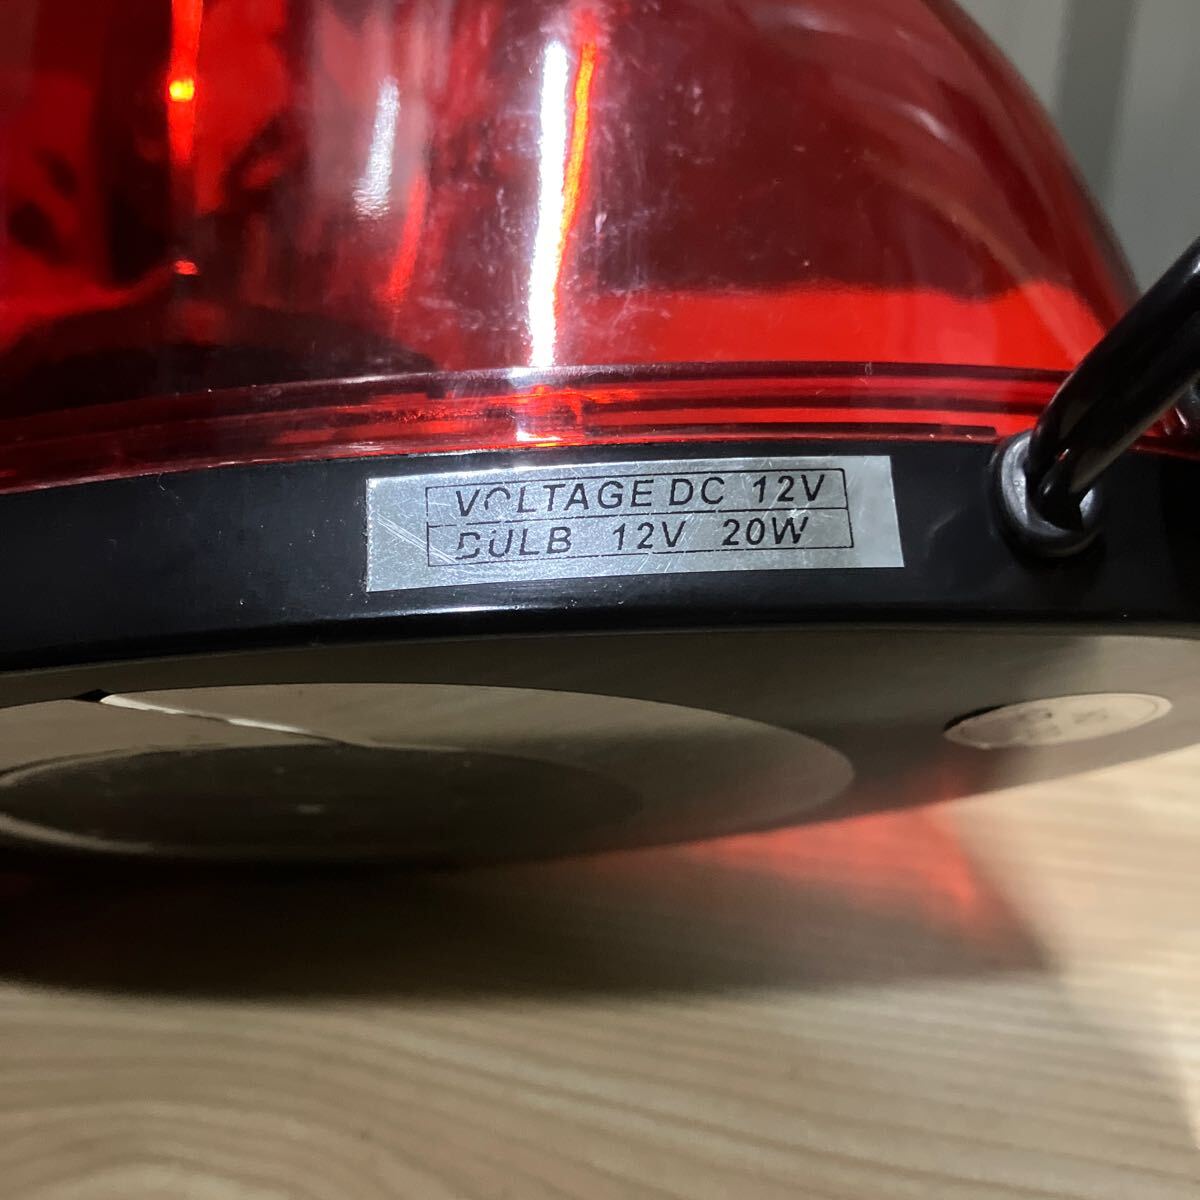 VOLTAGE DC 12V
BULB 12V 20W